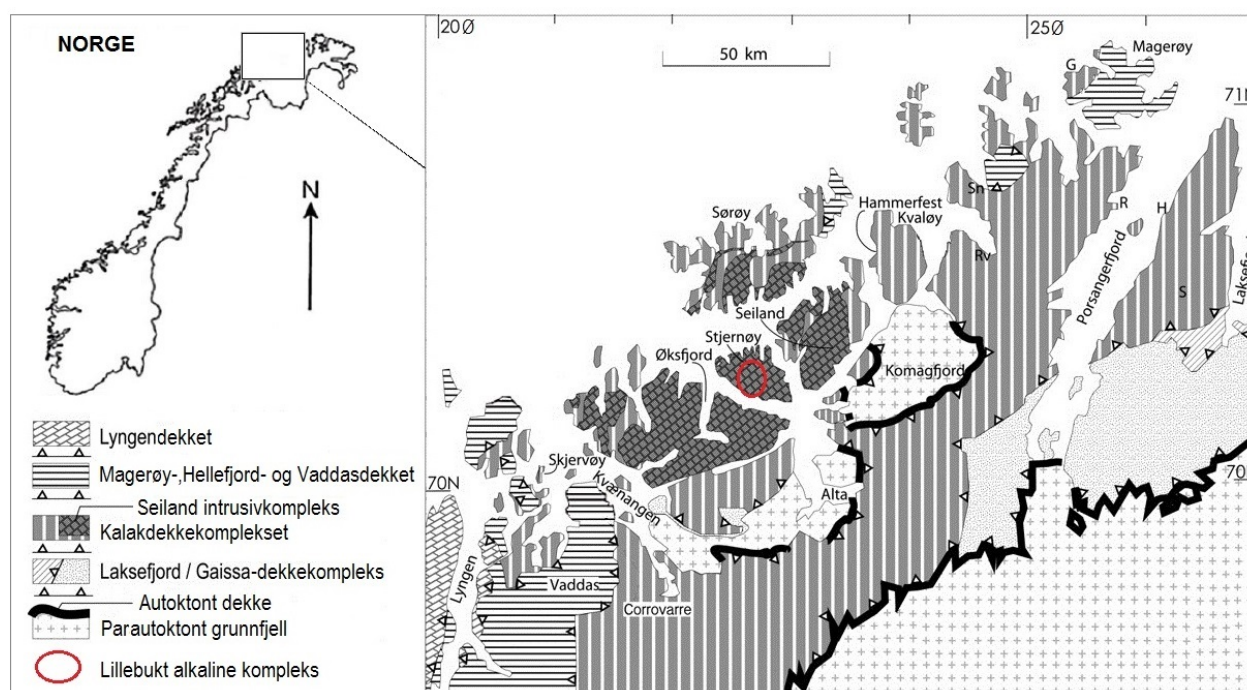 NORGE
N
Lyngendekket
Magerøy-,Hellefjord- og Vaddasdekket
Seiland intrusivkompleks
Kalakdekkekomplekset
Laksefjord / Gaissa-dekkekompleks
Autoktont dekke
Parautoktont grunnfjell
Lillebukt alkaline kompleks
20Ø
25Ø
50 km
Magerøy
G
71N
Sn
Hammerfest
Kvaløy
Sørøy
R
H
Rv
Porsangerfjord
S
Laksefj
Seiland
Stjernøy
Øksfjord
Komagfjord
Skjervøy
Kvænangen
70N
Alta
70
Lyngen
Vaddas
Corrovarre